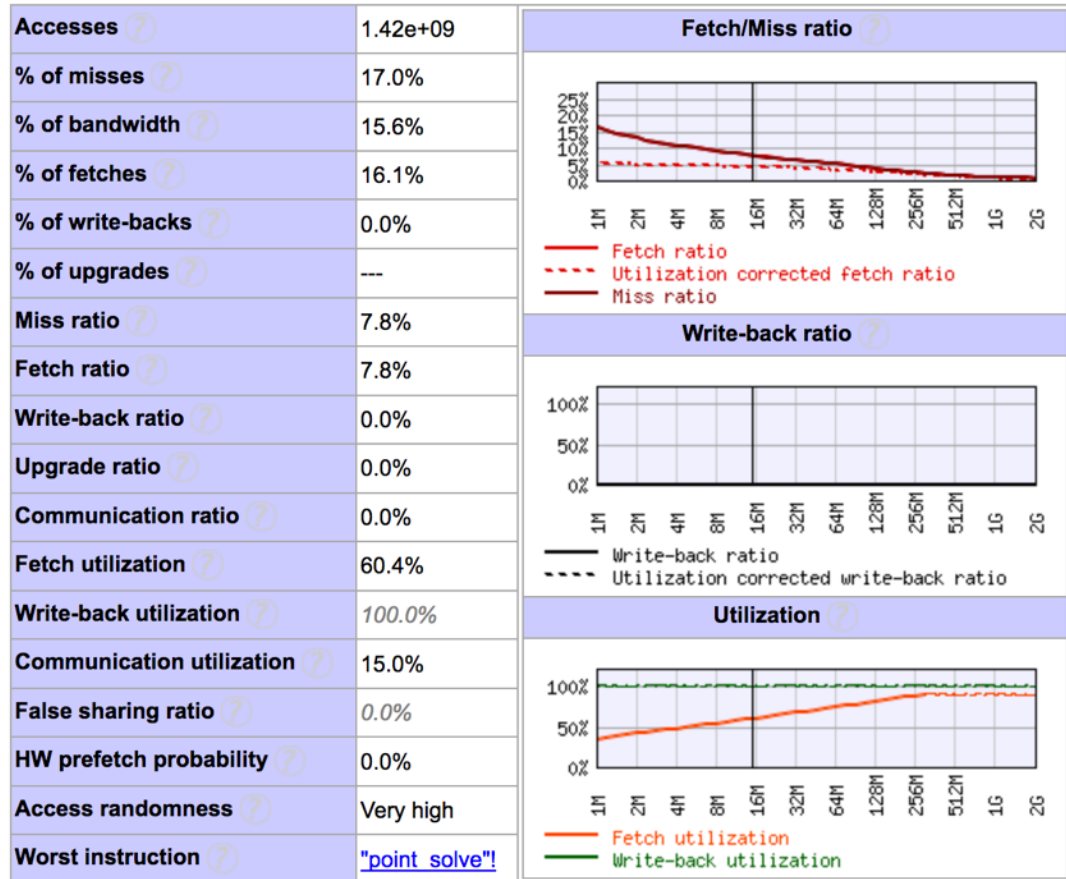 Accesses ? 1.42e+09
% of misses ? 17.0%
% of bandwidth ? 15.6%
% of fetches ? 16.1%
% of write-backs ? 0.0%
% of upgrades ? ---
Miss ratio ? 7.8%
Fetch ratio ? 7.8%
Write-back ratio ? 0.0%
Upgrade ratio ? 0.0%
Communication ratio ? 0.0%
Fetch utilization ? 60.4%
Write-back utilization ? 100.0%
Communication utilization ? 15.0%
False sharing ratio ? 0.0%
HW prefetch probability ? 0.0%
Access randomness ? Very high
Worst instruction ? "point_solve"!
Fetch/Miss ratio ?
25%
20%
15%
10%
5%
0%
1M 2M 4M 8M 16M 32M 64M 128M 256M 512M 1G 2G
Fetch ratio
Utilization corrected fetch ratio
Miss ratio
Write-back ratio ?
100%
50%
0%
1M 2M 4M 8M 16M 32M 64M 128M 256M 512M 1G 2G
Write-back ratio
Utilization corrected write-back ratio
Utilization ?
100%
50%
0%
1M 2M 4M 8M 16M 32M 64M 128M 256M 512M 1G 2G
Fetch utilization
Write-back utilization